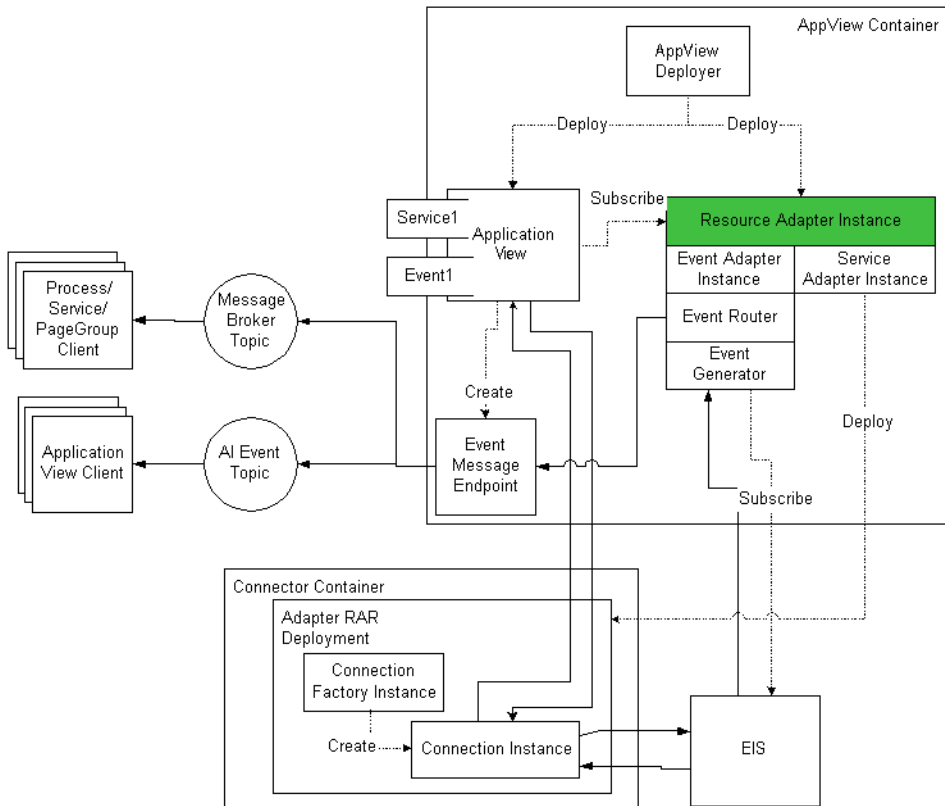 AppView Container
AppView
Deployer
Deploy
Deploy
Subscribe
Service1
Application
View
Event1
Resource Adapter Instance
Event Adapter
Instance
Service
Adapter Instance
Event Router
Event
Generator
Process/
Service/
PageGroup
Client
Message
Broker
Topic
Create
Deploy
Application
View Client
AI Event
Topic
Event
Message
Endpoint
Subscribe
Connector Container
Adapter RAR
Deployment
Connection
Factory Instance
Create
Connection Instance
EIS